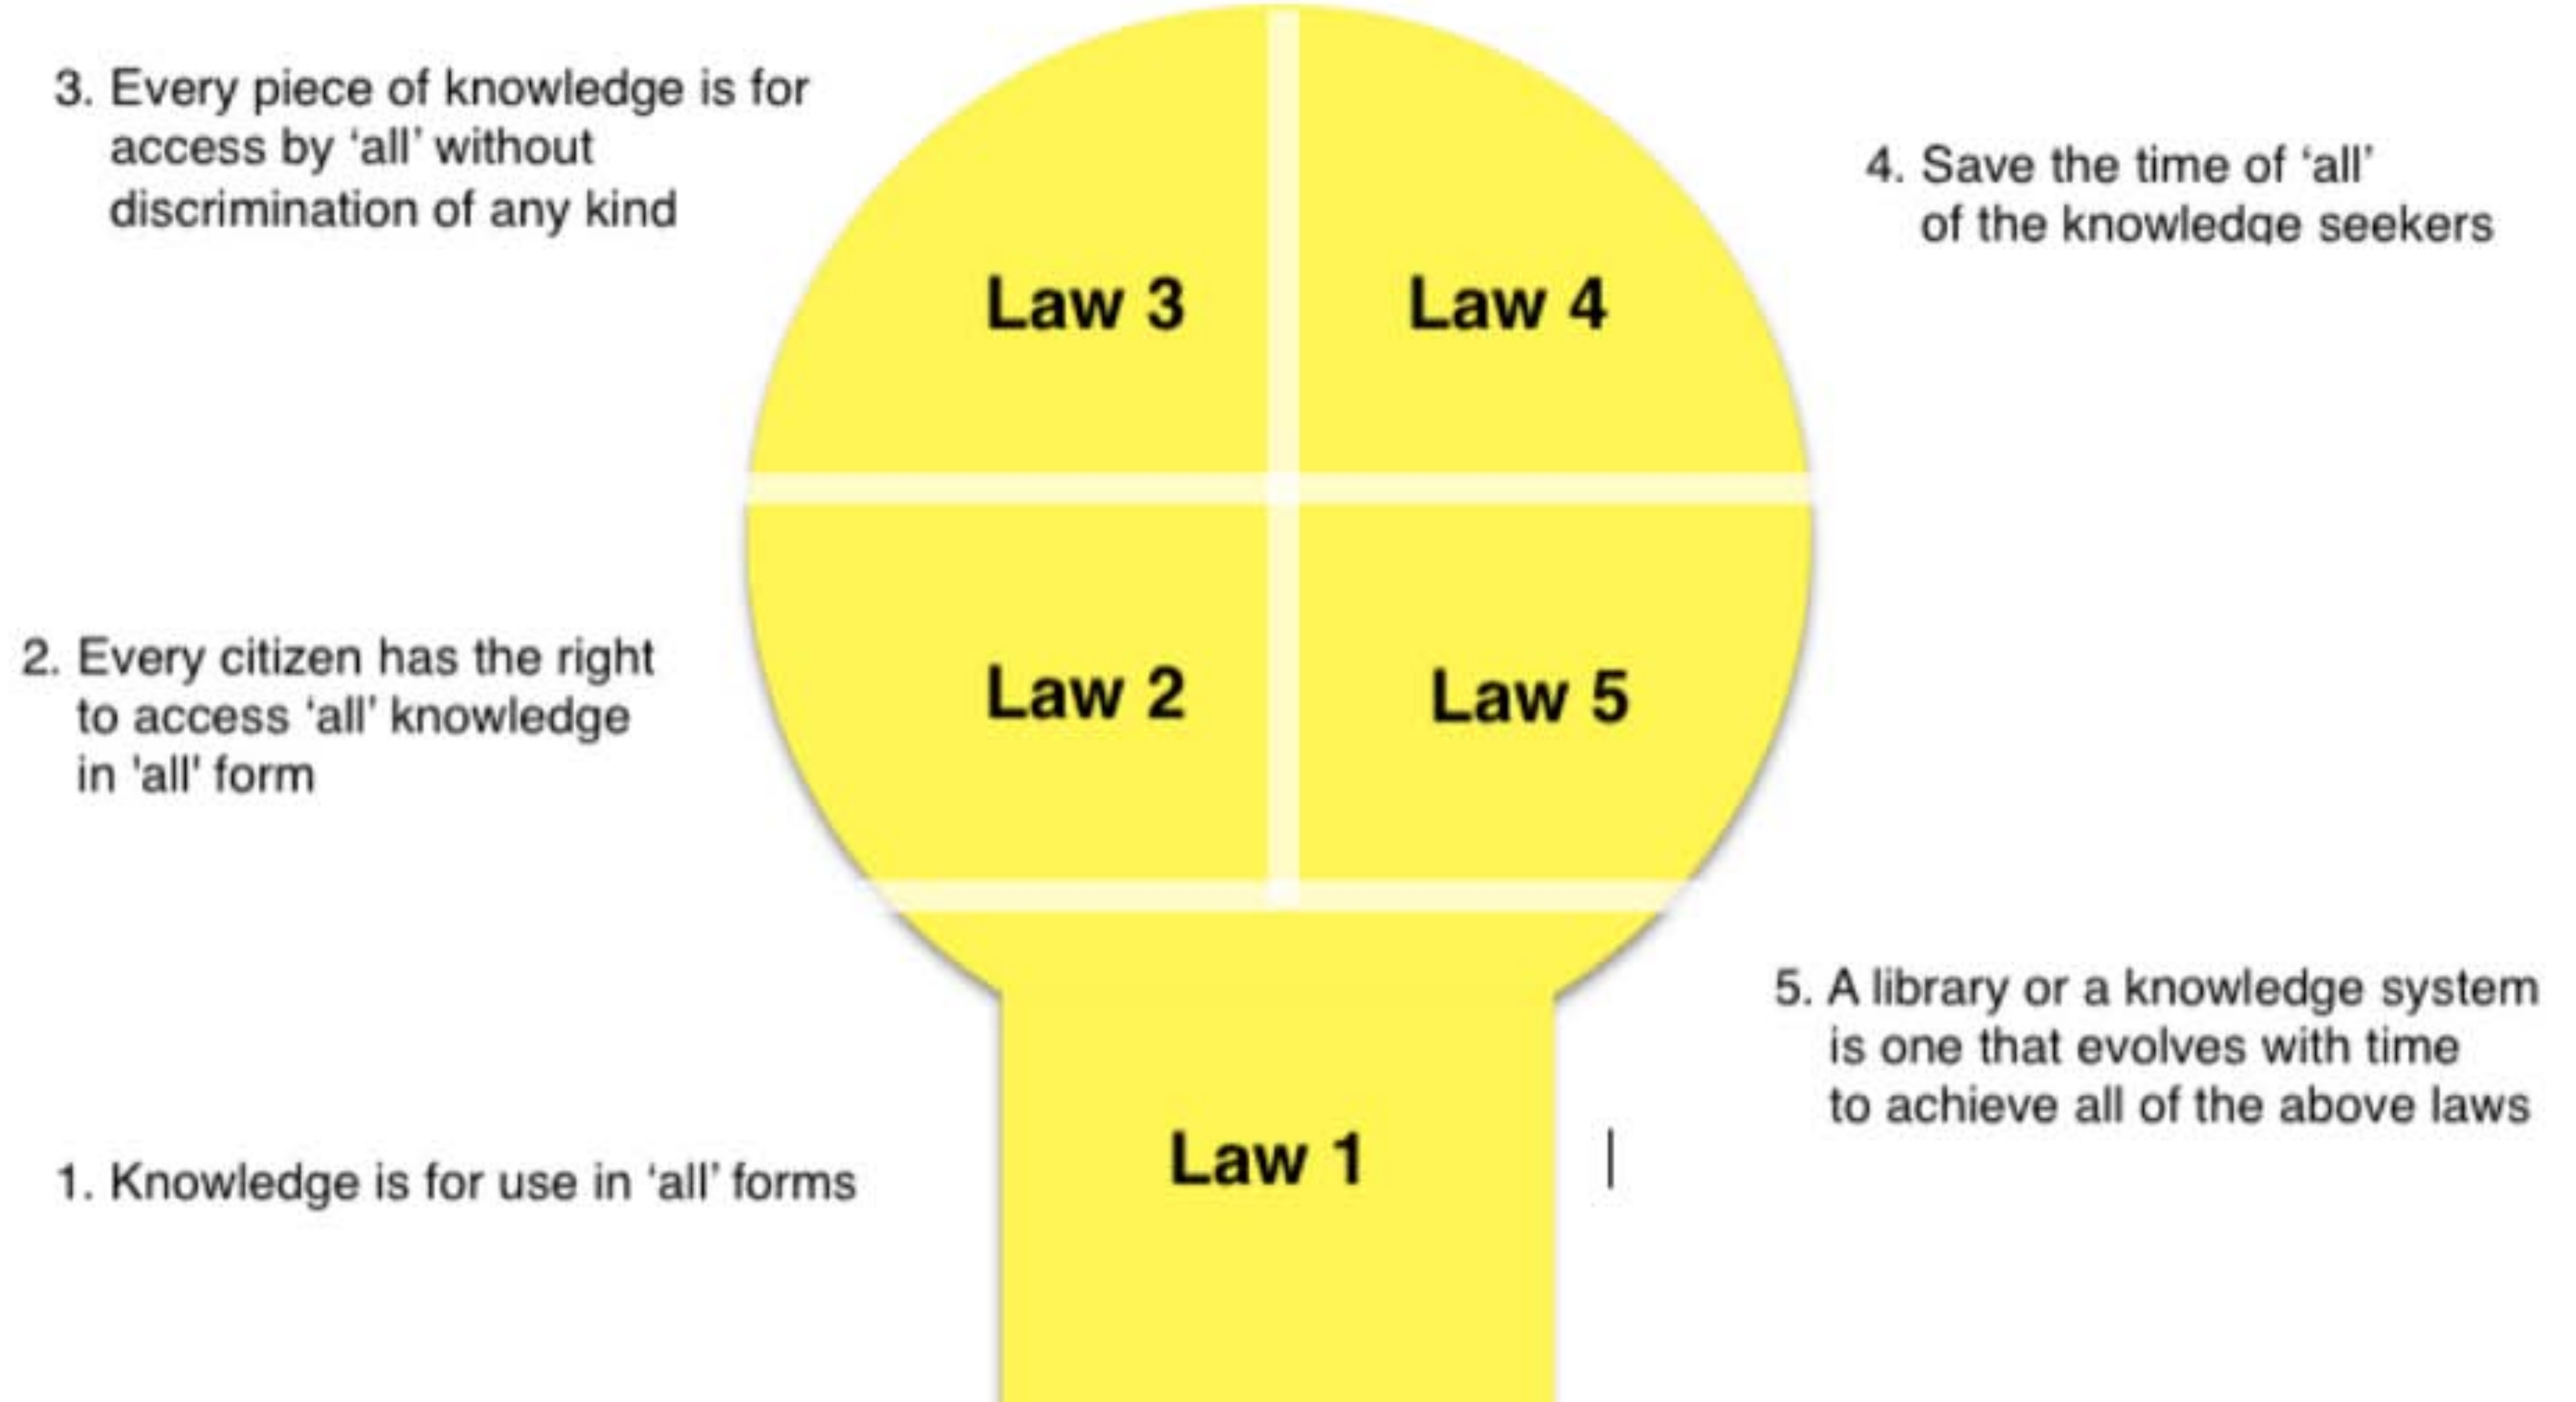 3. Every piece of knowledge is for
access by ‘all’ without
discrimination of any kind
4. Save the time of ‘all’
of the knowledge seekers
Law 3
Law 4
2. Every citizen has the right
to access ‘all’ knowledge
in 'all' form
Law 2
Law 5
5. A library or a knowledge system
is one that evolves with time
to achieve all of the above laws
1. Knowledge is for use in ‘all’ forms
Law 1